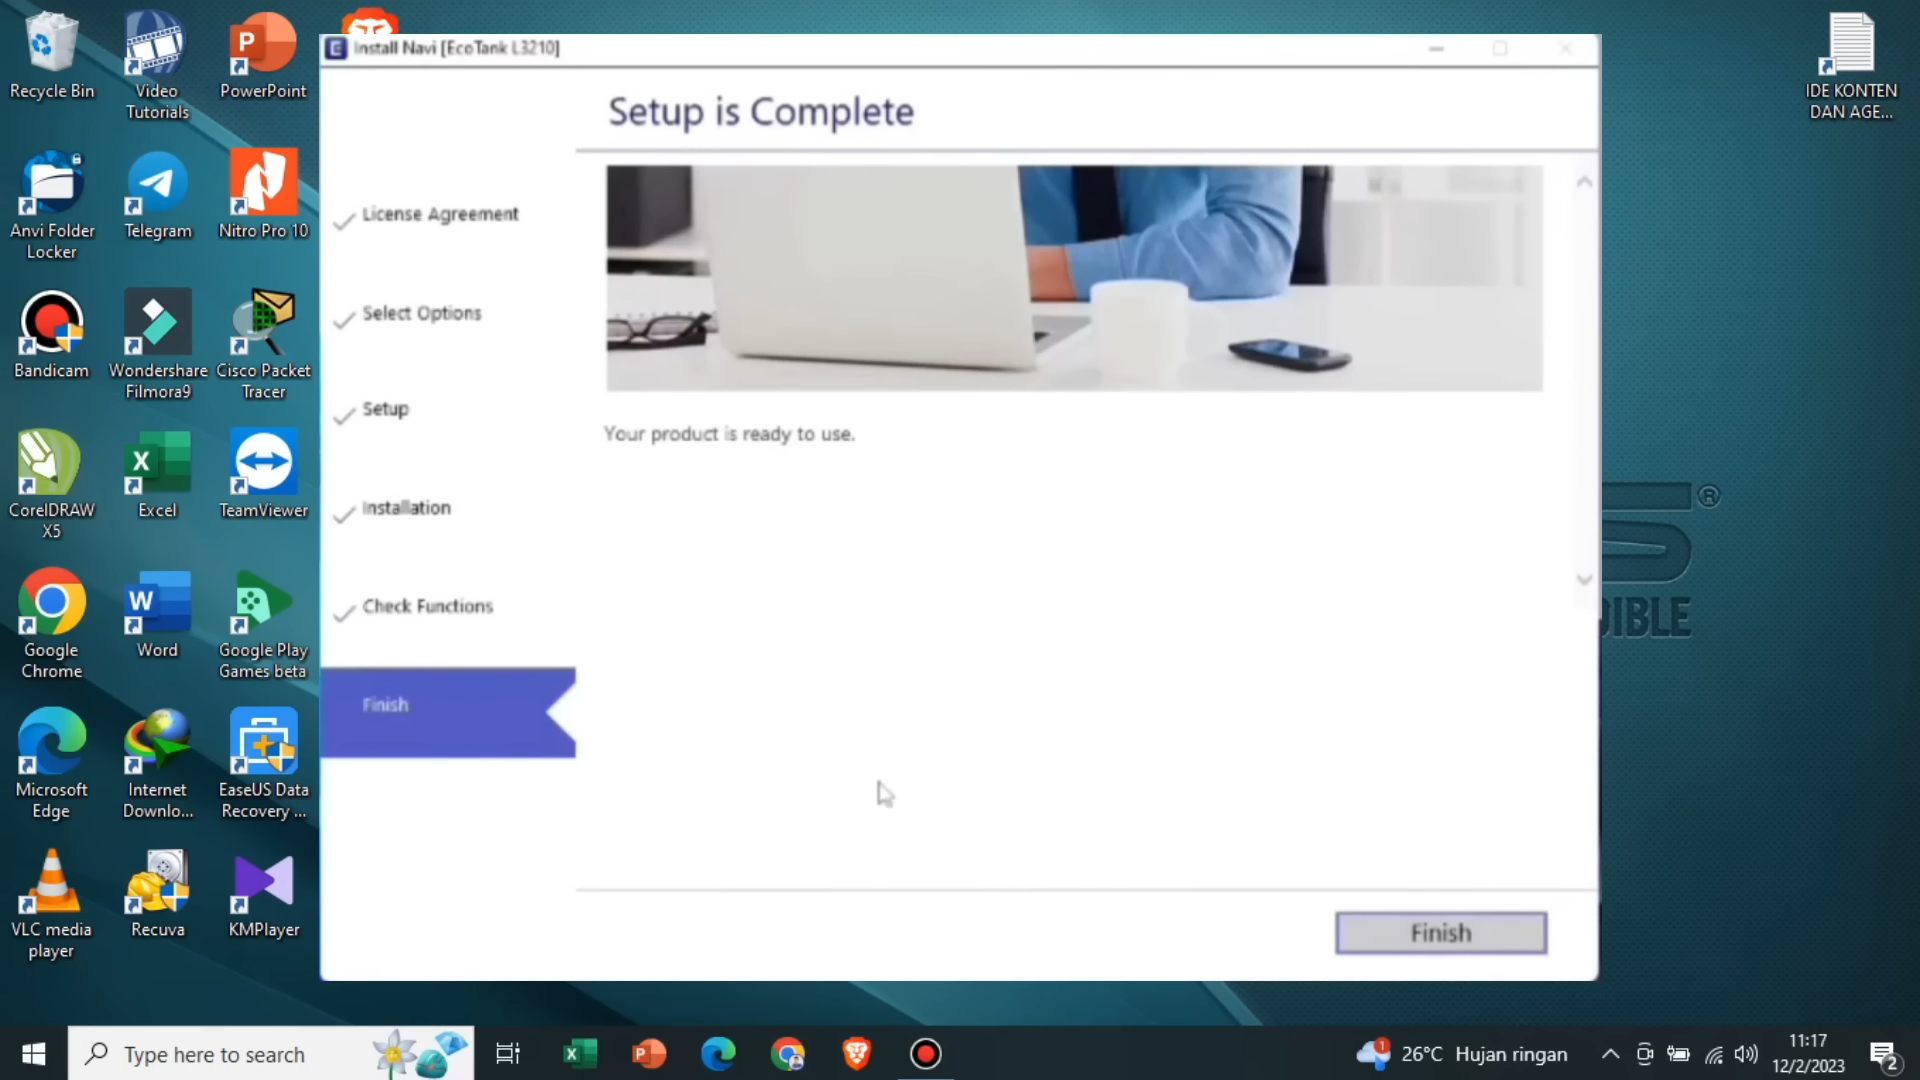 Recycle Bin
Video
Tutorials
PowerPoint
Anvi Folder
Locker
Telegram
Nitro Pro 10
Bandicam
Wondershare
Filmora9
Cisco Packet
Tracer
CorelDRAW
X5
Excel
TeamViewer
Google
Chrome
Word
Google Play
Games beta
Microsoft
Edge
Internet
Downlo...
EaseUS Data
Recovery ...
VLC media
player
Recuva
KMPlayer
Install Navi [EcoTank L3210]
Setup is Complete
License Agreement
Select Options
Setup
Installation
Check Functions
Finish
Your product is ready to use.
Finish
IDE KONTEN
DAN AGE...
®
DIBLE
Type here to search
1
26°C Hujan ringan
11:17
12/2/2023
2